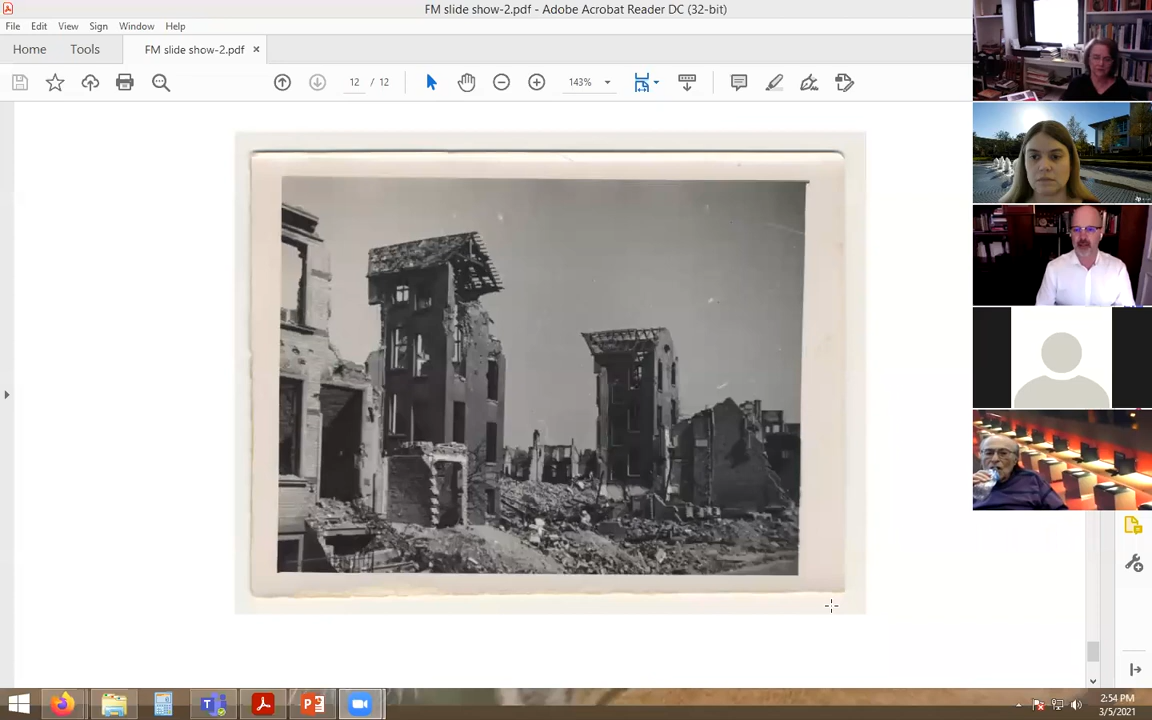 FM slide show-2.pdf - Adobe Acrobat Reader DC (32-bit)
File Edit View Sign Window Help
Home Tools FM slide show-2.pdf ×
12 / 12 143%
2:54 PM
3/5/2021